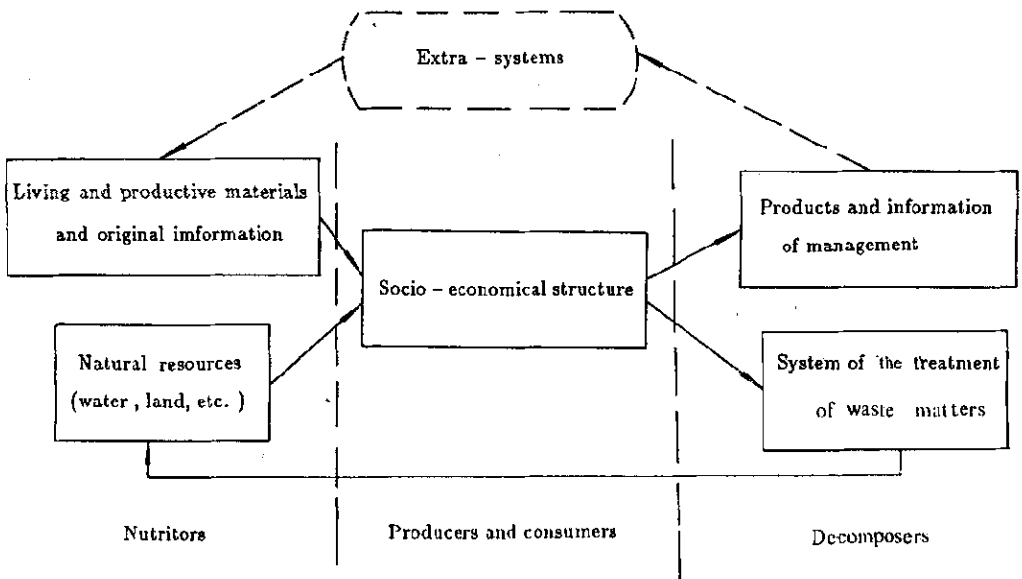 Extra - systems
Living and productive materials
and original imformation
Products and information
of management
Socio - economical structure
Natural resources
(water , land, etc. )
System of the treatment
of waste matters
Nutritors
Producers and consumers
Decomposers